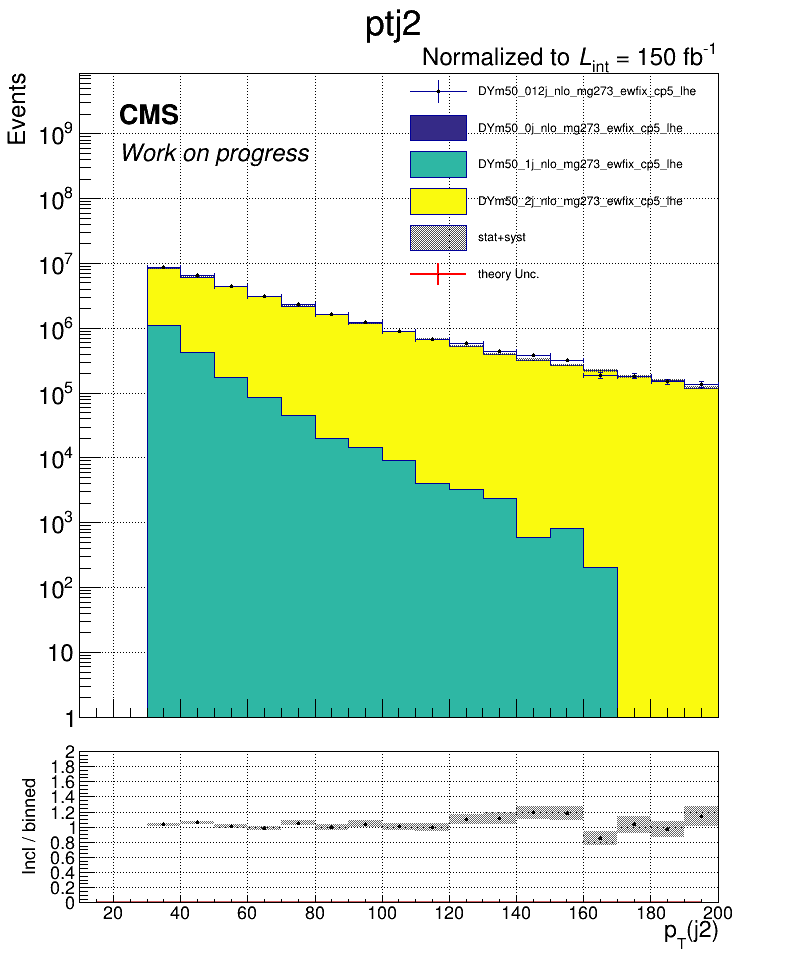 ptj2
Normalized to L_int = 150 fb^-1
Events
CMS
Work on progress
DYm50_012j_nlo_mg273_ewfix_cp5_lhe
DYm50_0j_nlo_mg273_ewfix_cp5_lhe
DYm50_1j_nlo_mg273_ewfix_cp5_lhe
DYm50_2j_nlo_mg273_ewfix_cp5_lhe
stat+syst
theory Unc.
10^9
10^8
10^7
10^6
10^5
10^4
10^3
10^2
10
1
Incl / binned
2
1.8
1.6
1.4
1.2
1
0.8
0.6
0.4
0.2
0
20 40 60 80 100 120 140 160 180 200
p_T(j2)